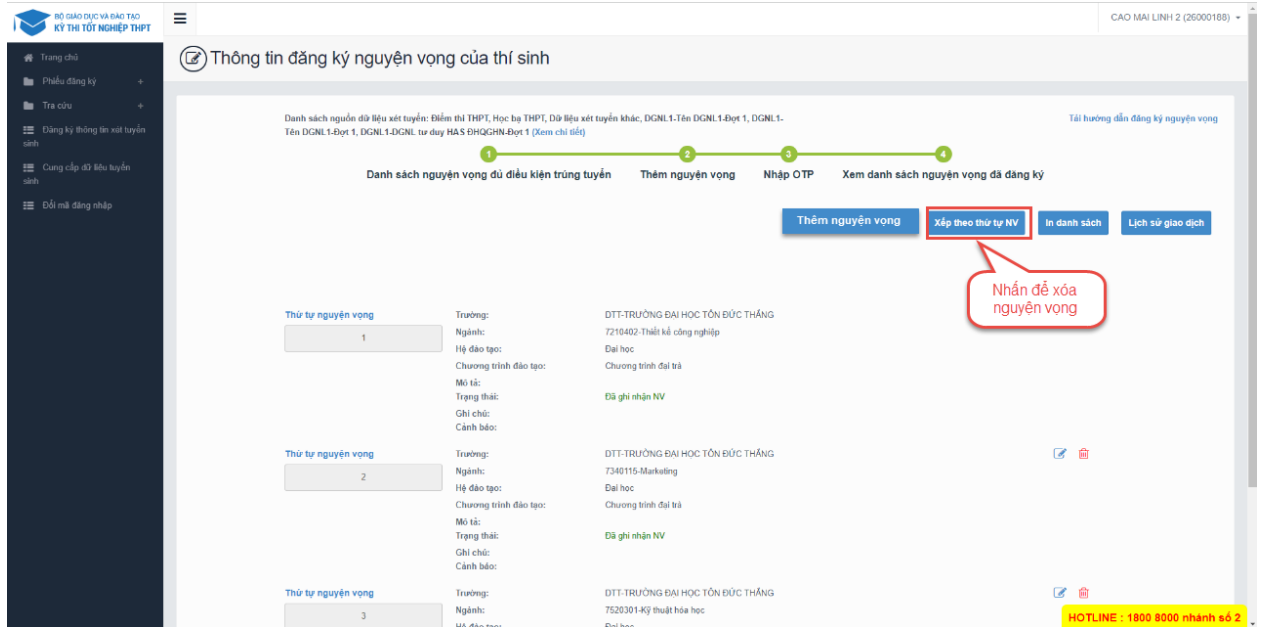 BỘ GIÁO DỤC VÀ ĐÀO TẠO
KỲ THI TỐT NGHIỆP THPT
CAO MAI LINH 2 (26000188)
Trang chủ
Phiếu đăng ký +
Tra cứu +
Đăng ký thông tin xét tuyển
sinh
Cung cấp dữ liệu tuyển
sinh
Đổi mã đăng nhập
Thông tin đăng ký nguyện vọng của thí sinh
Danh sách nguồn dữ liệu xét tuyển: Điểm thi THPT, Học bạ THPT, Dữ liệu xét tuyển khác, DGNL1-Tên DGNL1-Đợt 1, DGNL1-
Tên DGNL1-Đợt 1, DGNL1-DGNL tư duy HAS ĐHQGHN-Đợt 1 (Xem chi tiết)
Tải hướng dẫn đăng ký nguyện vọng
1 2 3 4
Danh sách nguyện vọng đủ điều kiện trúng tuyển Thêm nguyện vọng Nhập OTP Xem danh sách nguyện vọng đã đăng ký
Thêm nguyện vọng Xếp theo thứ tự NV In danh sách Lịch sử giao dịch
Nhấn để xóa
nguyện vọng
Thứ tự nguyện vọng
1
Trường: DTT-TRƯỜNG ĐẠI HỌC TÔN ĐỨC THẮNG
Ngành: 7210402-Thiết kế công nghiệp
Hệ đào tạo: Đại học
Chương trình đào tạo: Chương trình đại trà
Mô tả:
Trạng thái: Đã ghi nhận NV
Ghi chú:
Cảnh báo:
Thứ tự nguyện vọng
2
Trường: DTT-TRƯỜNG ĐẠI HỌC TÔN ĐỨC THẮNG
Ngành: 7340115-Marketing
Hệ đào tạo: Đại học
Chương trình đào tạo: Chương trình đại trà
Mô tả:
Trạng thái: Đã ghi nhận NV
Ghi chú:
Cảnh báo:
Thứ tự nguyện vọng
3
Trường: DTT-TRƯỜNG ĐẠI HỌC TÔN ĐỨC THẮNG
Ngành: 7520301-Kỹ thuật hóa học
Hệ đào tạo: Đại học
HOTLINE : 1800 8000 nhánh số 2